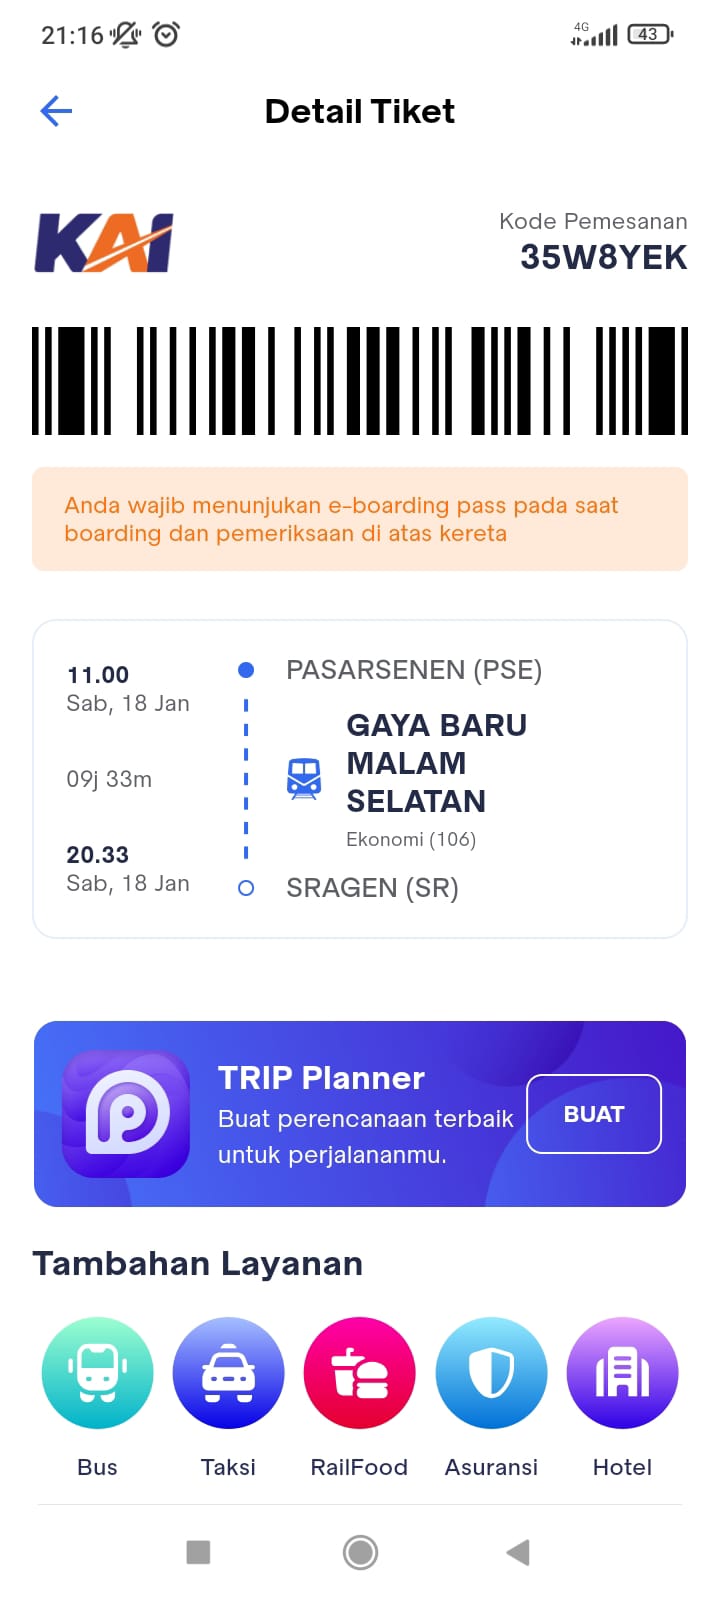 21:16
4G
43
Detail Tiket
KAI
Kode Pemesanan
35W8YEK
Anda wajib menunjukan e-boarding pass pada saat
boarding dan pemeriksaan di atas kereta
11.00
Sab, 18 Jan
PASARSENEN (PSE)
09j 33m
GAYA BARU
MALAM
SELATAN
Ekonomi (106)
20.33
Sab, 18 Jan
SRAGEN (SR)
TRIP Planner
Buat perencanaan terbaik
untuk perjalananmu.
BUAT
Tambahan Layanan
Bus
Taksi
RailFood
Asuransi
Hotel